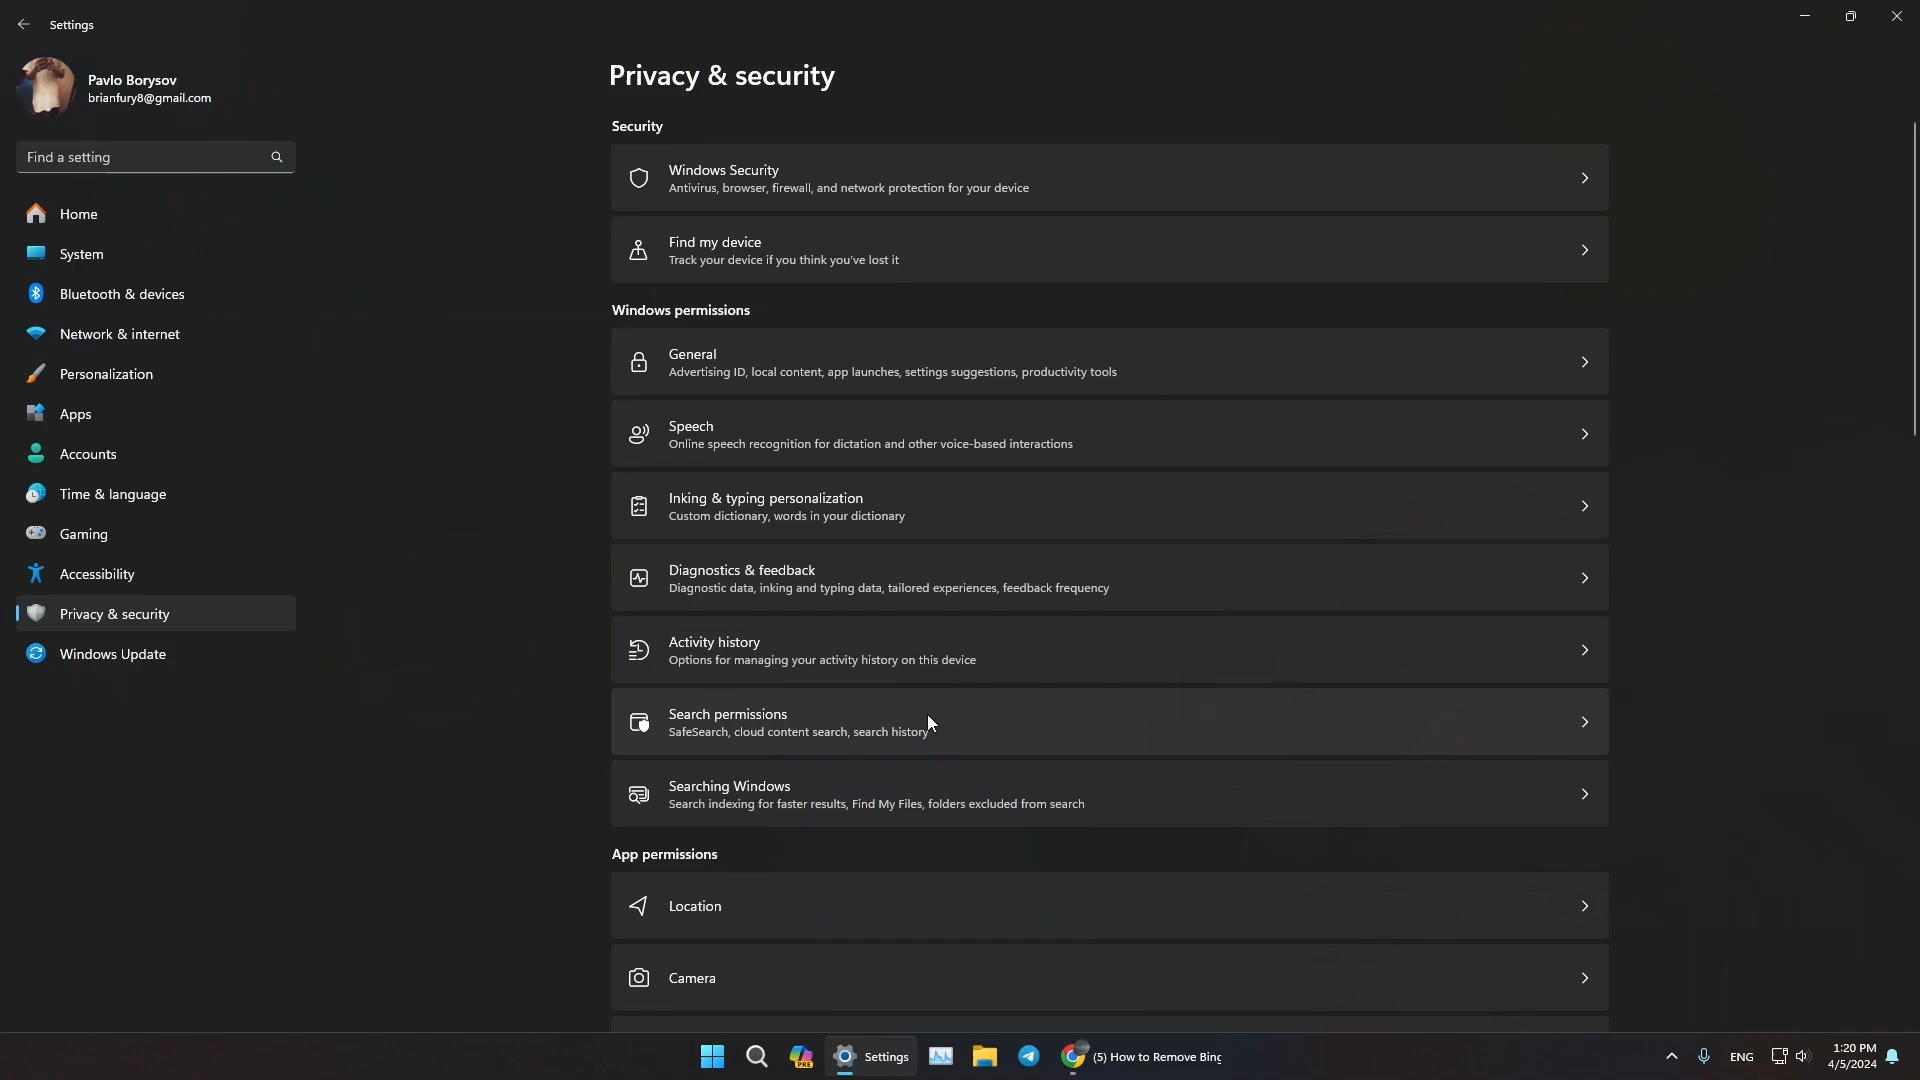 Settings
Pavlo Borysov
brianfury8@gmail.com
Find a setting
Home
System
Bluetooth & devices
Network & internet
Personalization
Apps
Accounts
Time & language
Gaming
Accessibility
Privacy & security
Windows Update
Privacy & security
Security
Windows Security
Antivirus, browser, firewall, and network protection for your device
Find my device
Track your device if you think you've lost it
Windows permissions
General
Advertising ID, local content, app launches, settings suggestions, productivity tools
Speech
Online speech recognition for dictation and other voice-based interactions
Inking & typing personalization
Custom dictionary, words in your dictionary
Diagnostics & feedback
Diagnostic data, inking and typing data, tailored experiences, feedback frequency
Activity history
Options for managing your activity history on this device
Search permissions
SafeSearch, cloud content search, search history
Searching Windows
Search indexing for faster results, Find My Files, folders excluded from search
App permissions
Location
Camera
PRE
Settings
(5) How to Remove Bing
ENG
1:20 PM
4/5/2024